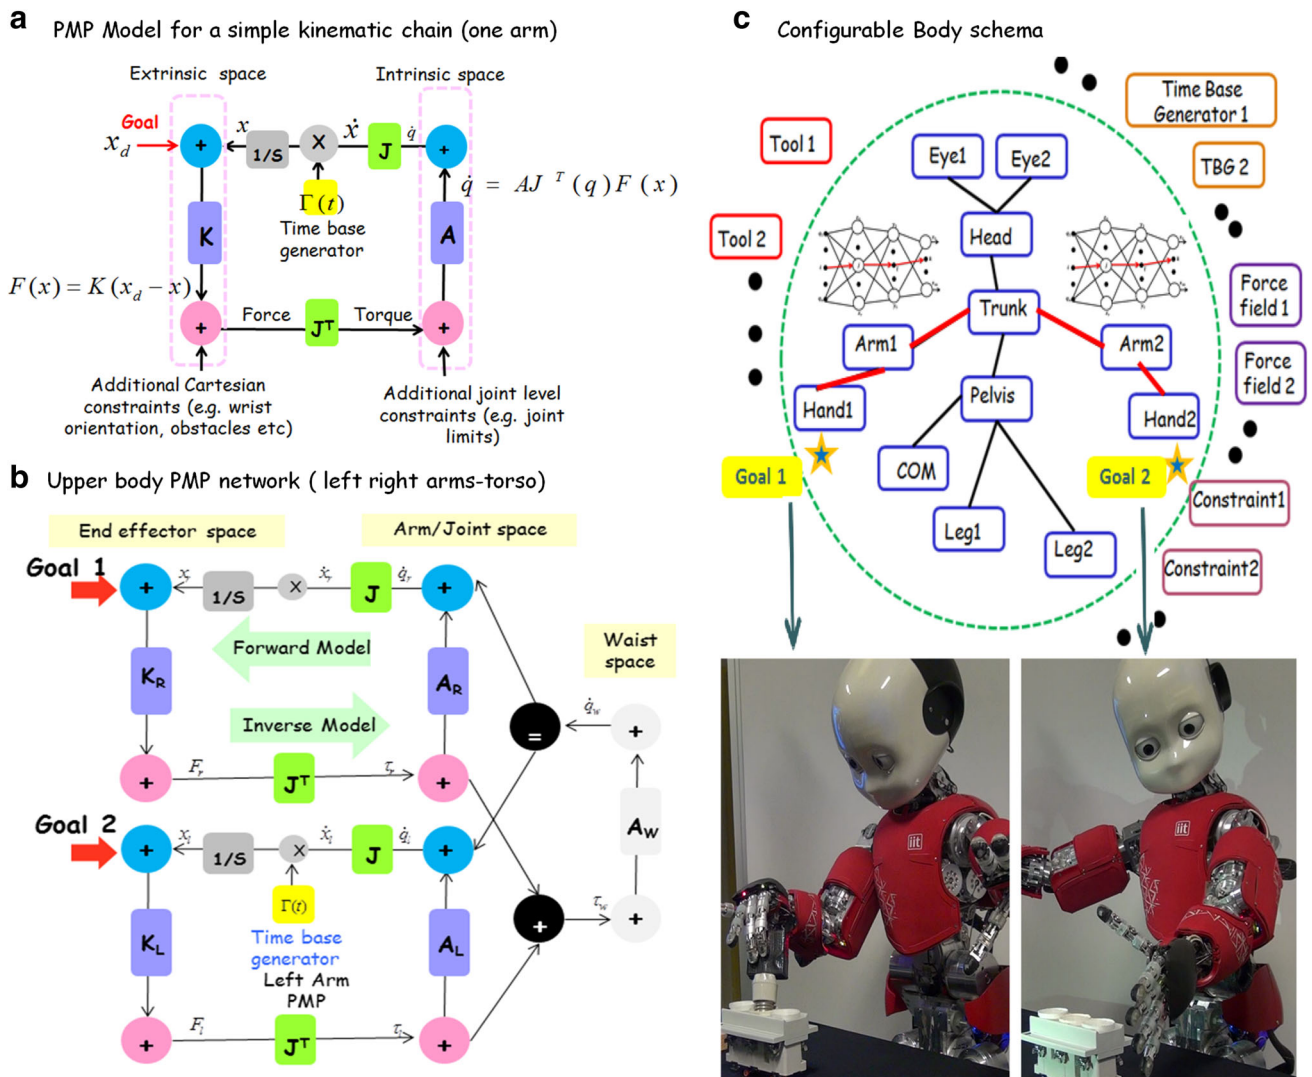 a PMP Model for a simple kinematic chain (one arm)
Extrinsic space
Intrinsic space
Goal
x_d
+
x
1/S
X
ẋ
J
q̇
+
Γ(t)
Time base
generator
q̇ = AJ^T(q)F(x)
K
A
F(x) = K(x_d − x)
+
Force
J^T
Torque
+
Additional Cartesian
constraints (e.g. wrist
orientation, obstacles etc)
Additional joint level
constraints (e.g. joint
limits)
b Upper body PMP network ( left right arms-torso)
End effector space
Arm/Joint space
Goal 1
+
x_r
1/S
X
ẋ_r
J
q̇_r
+
Forward Model
Waist
space
K_R
A_R
Inverse Model
=
q̇_w
+
+
F_r
J^T
τ_r
+
Goal 2
+
x_l
1/S
X
ẋ_l
J
q̇_l
+
A_W
Γ(t)
Time base
generator
Left Arm
PMP
K_L
A_L
+
τ_w
+
+
F_l
J^T
τ_l
+
c Configurable Body schema
Time Base
Generator 1
Tool 1
TBG 2
Eye1
Eye2
Tool 2
Head
Force
field 1
Trunk
Arm1
Arm2
Force
field 2
Hand1
Pelvis
Hand2
Goal 1
COM
Goal 2
Constraint1
Leg1
Leg2
Constraint2
iit
iit